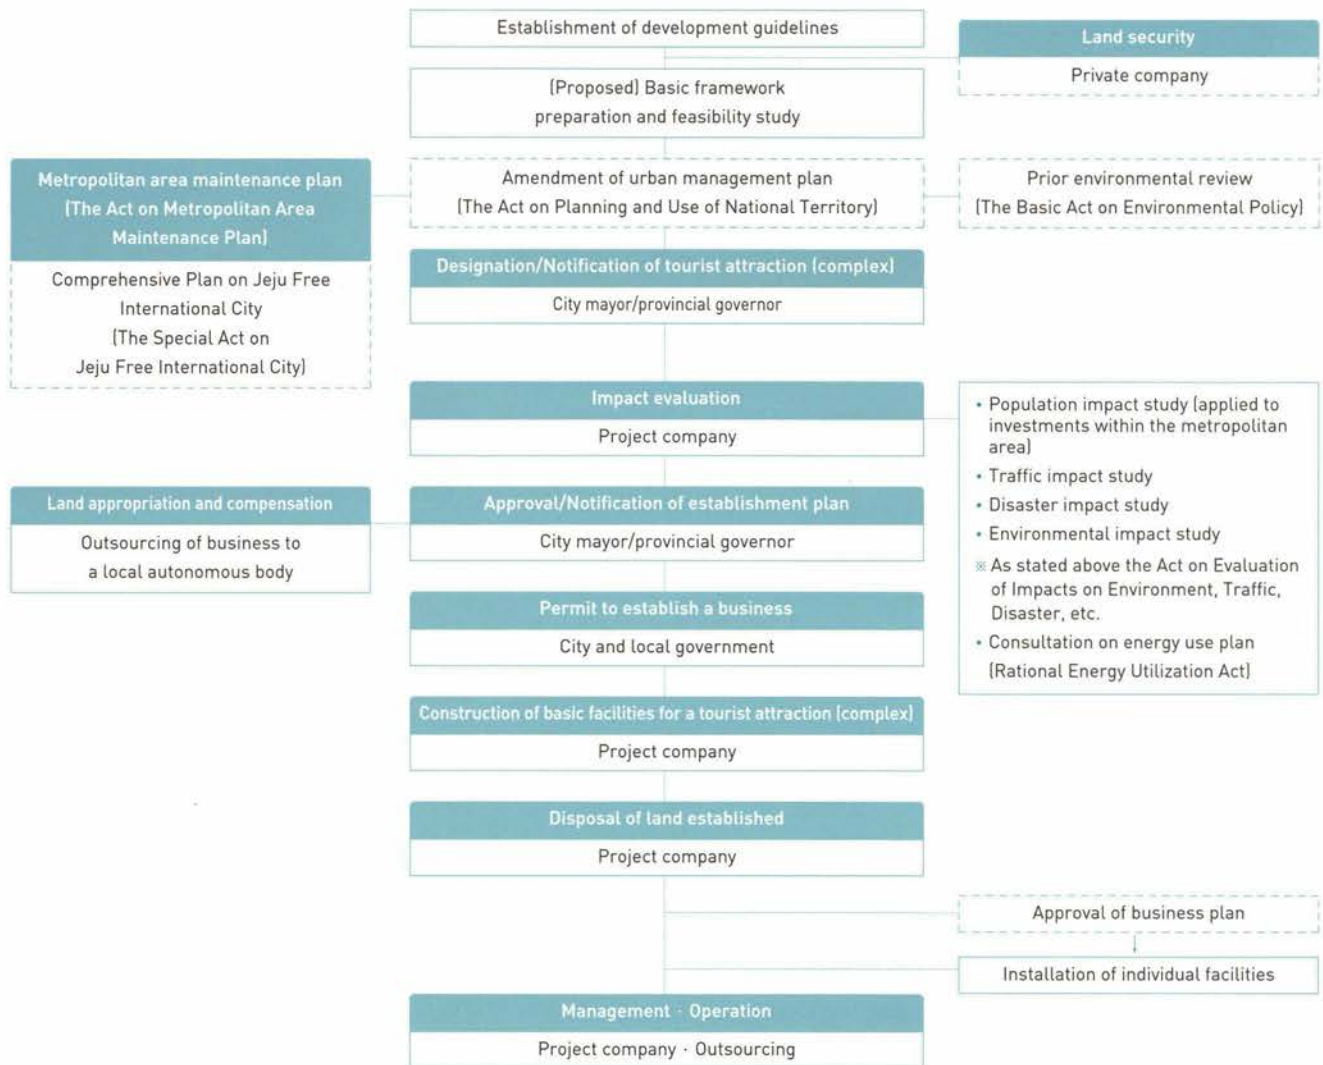 Establishment of development guidelines
Land security
Private company
(Proposed) Basic framework
preparation and feasibility study
Metropolitan area maintenance plan
(The Act on Metropolitan Area
Maintenance Plan)
Comprehensive Plan on Jeju Free
International City
(The Special Act on
Jeju Free International City)
Amendment of urban management plan
(The Act on Planning and Use of National Territory)
Prior environmental review
(The Basic Act on Environmental Policy)
Designation/Notification of tourist attraction (complex)
City mayor/provincial governor
Impact evaluation
Project company
• Population impact study (applied to
investments within the metropolitan
area)
• Traffic impact study
• Disaster impact study
• Environmental impact study
※ As stated above the Act on Evaluation
of Impacts on Environment, Traffic,
Disaster, etc.
• Consultation on energy use plan
(Rational Energy Utilization Act)
Land appropriation and compensation
Outsourcing of business to
a local autonomous body
Approval/Notification of establishment plan
City mayor/provincial governor
Permit to establish a business
City and local government
Construction of basic facilities for a tourist attraction (complex)
Project company
Disposal of land established
Project company
Approval of business plan
Installation of individual facilities
Management · Operation
Project company · Outsourcing